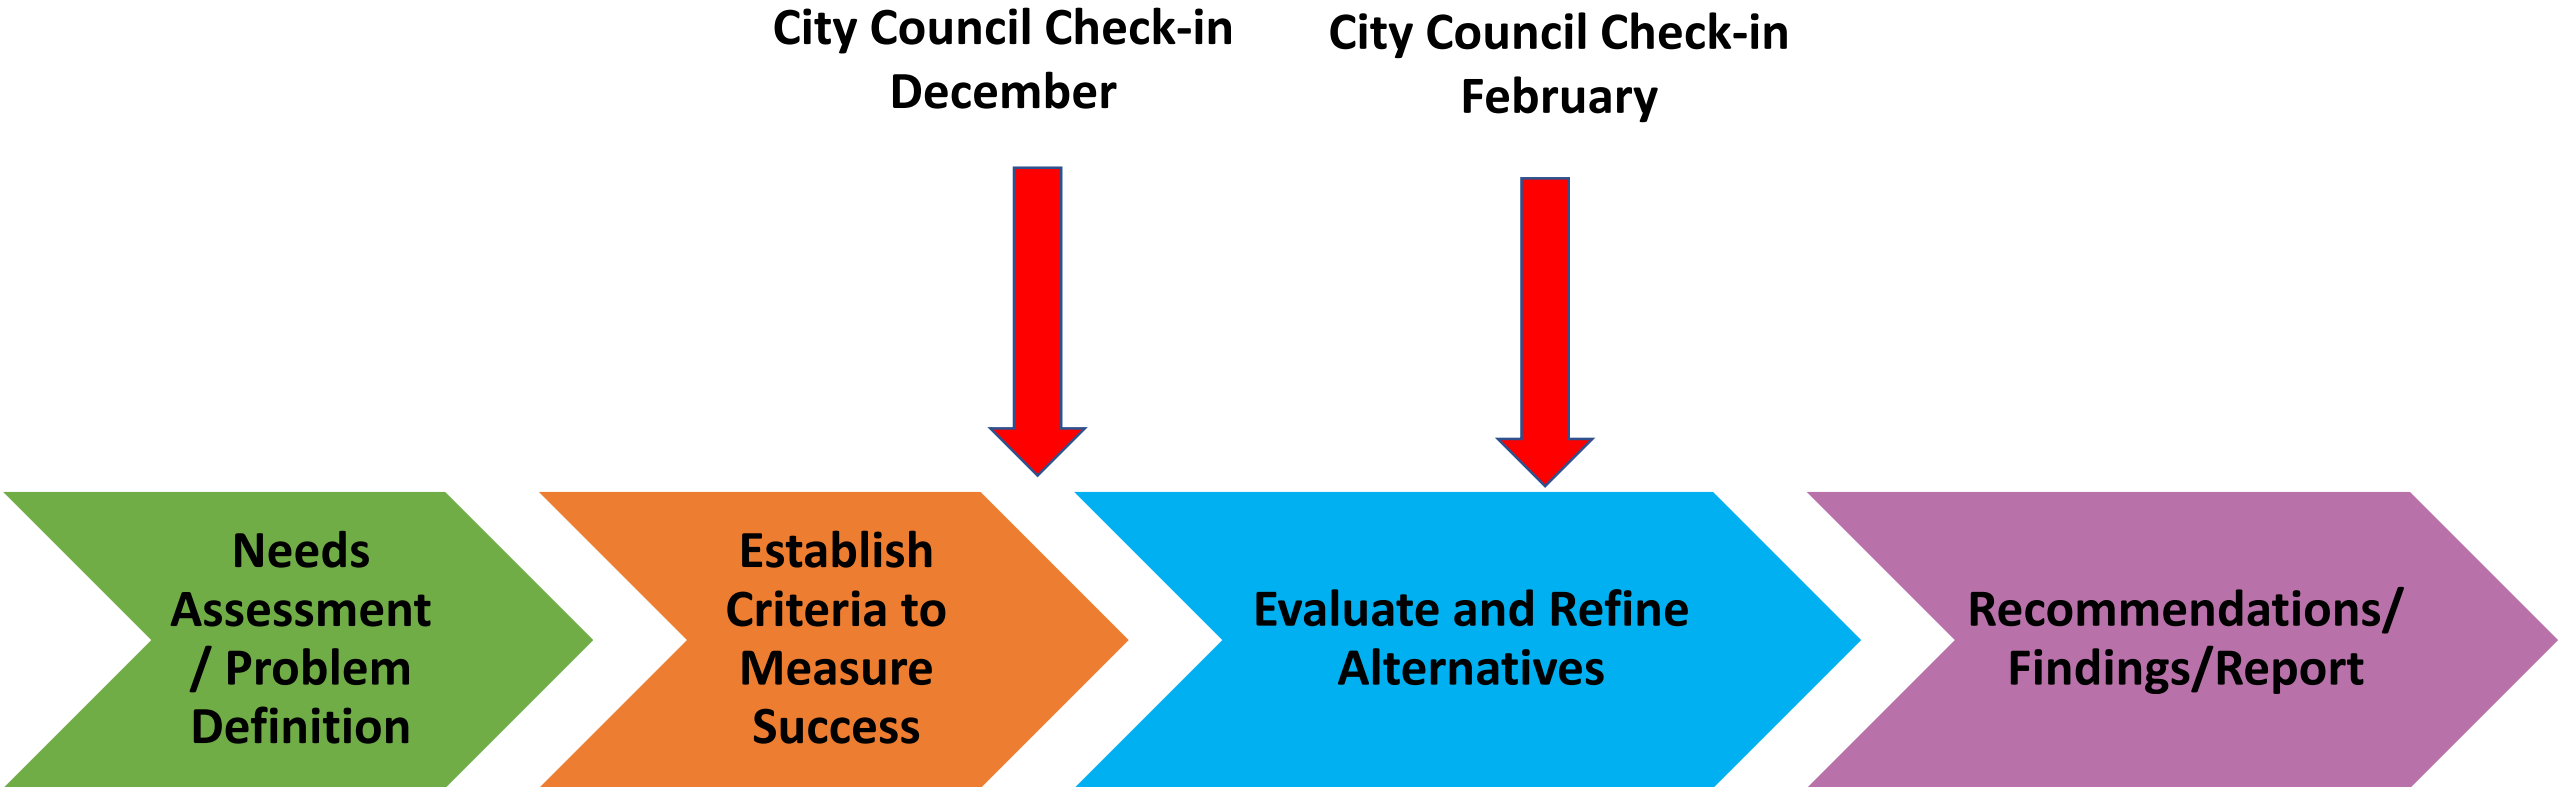 City Council Check-in
December
City Council Check-in
February
Needs
Assessment
/ Problem
Definition
Establish
Criteria to
Measure
Success
Evaluate and Refine
Alternatives
Recommendations/
Findings/Report